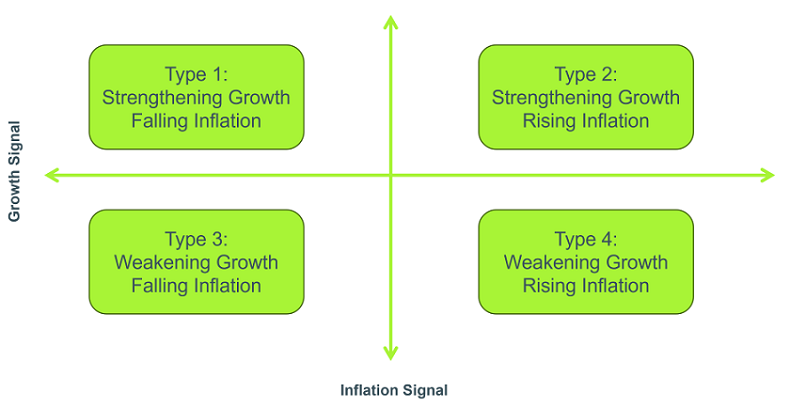 Type 1:
Strengthening Growth
Falling Inflation
Type 2:
Strengthening Growth
Rising Inflation
Growth Signal
Type 3:
Weakening Growth
Falling Inflation
Type 4:
Weakening Growth
Rising Inflation
Inflation Signal